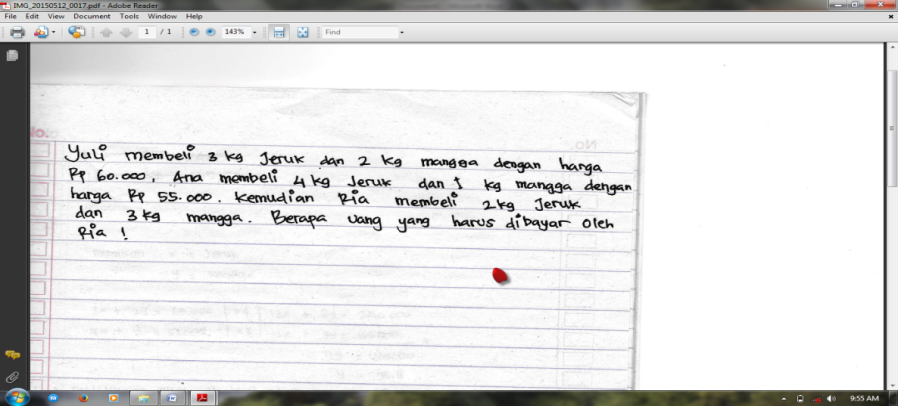 IMG_20150512_0017.pdf - Adobe Reader
File Edit View Document Tools Window Help
1 / 1 143% Find
No.
Yuli membeli 3 kg Jeruk dan 2 kg mangga dengan harga
Rp 60.000, Ana membeli 4 kg Jeruk dan 1 kg mangga dengan
harga Rp 55.000. Kemudian Ria membeli 2 kg Jeruk
dan 3 kg mangga. Berapa uang yang harus dibayar oleh
Ria !
9:55 AM